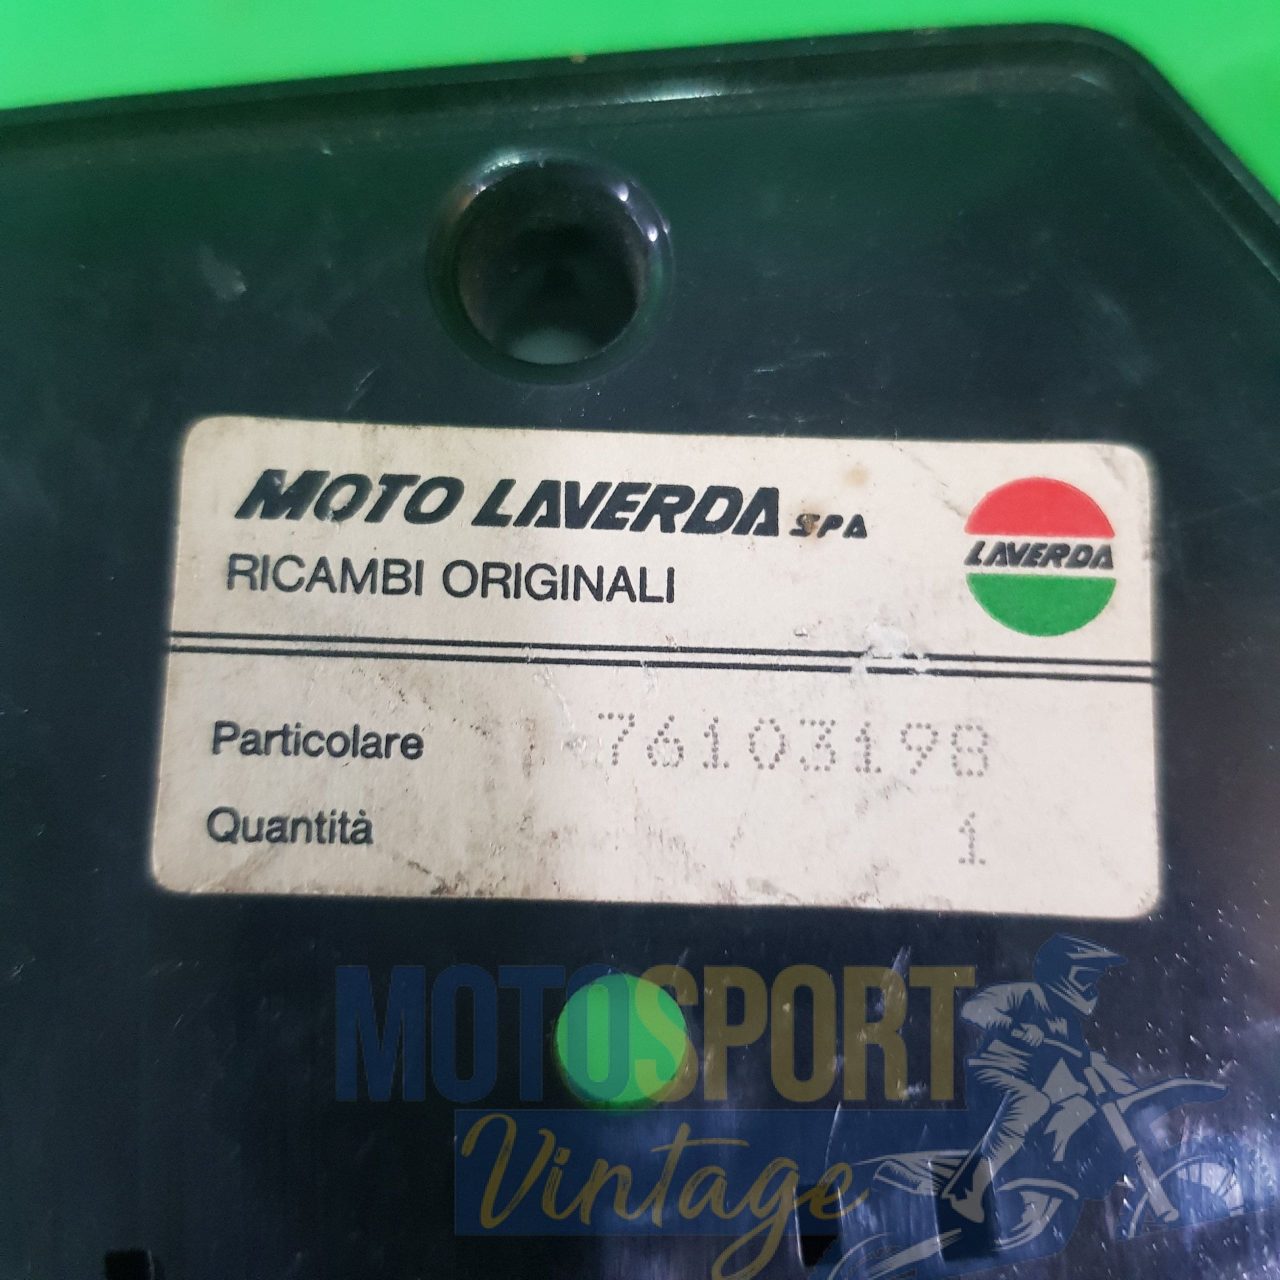 MOTO LAVERDA SPA
RICAMBI ORIGINALI
LAVERDA
Particolare 76103198
Quantità 1
MOTOSPORT
Vintage